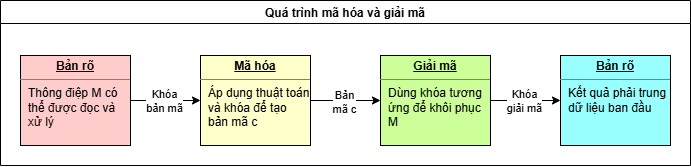 Quá trình mã hóa và giải mã
Bản rõ
Thông điệp M có
thể được đọc và
xử lý
Khóa
bản mã
Mã hóa
Áp dụng thuật toán
và khóa để tạo
bản mã c
Bản
mã c
Giải mã
Dùng khóa tương
ứng để khôi phục
M
Khóa
giải mã
Bản rõ
Kết quả phải trung
dữ liệu ban đầu